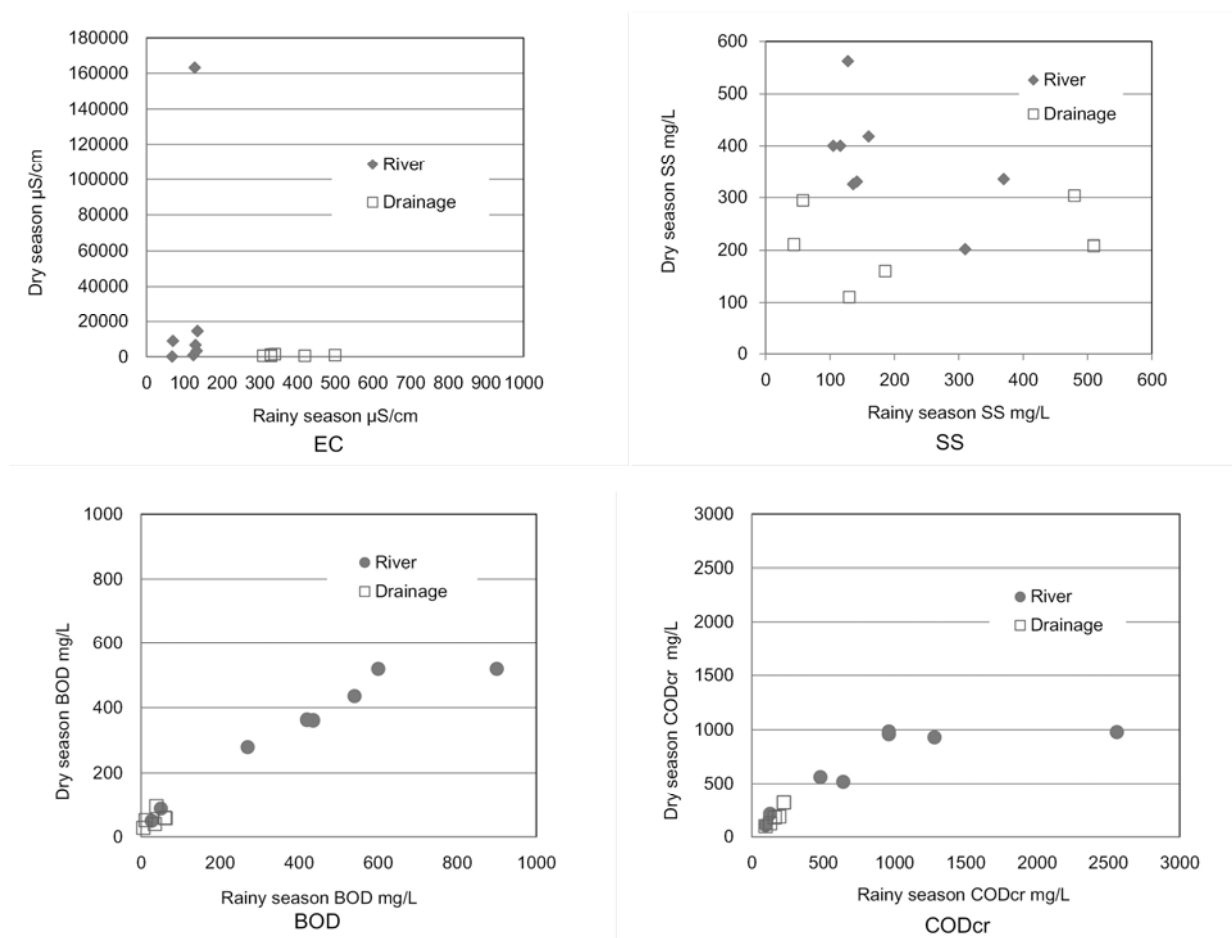 180000
160000
140000
120000
100000
80000
60000
40000
20000
0
Dry season µS/cm
River
Drainage
0 100 200 300 400 500 600 700 800 900 1000
Rainy season µS/cm
EC
600
500
400
300
200
100
0
Dry season SS mg/L
River
Drainage
0 100 200 300 400 500 600
Rainy season SS mg/L
SS
1000
800
600
400
200
0
Dry season BOD mg/L
River
Drainage
0 200 400 600 800 1000
Rainy season BOD mg/L
BOD
3000
2500
2000
1500
1000
500
0
Dry season CODcr mg/L
River
Drainage
0 500 1000 1500 2000 2500 3000
Rainy season CODcr mg/L
CODcr